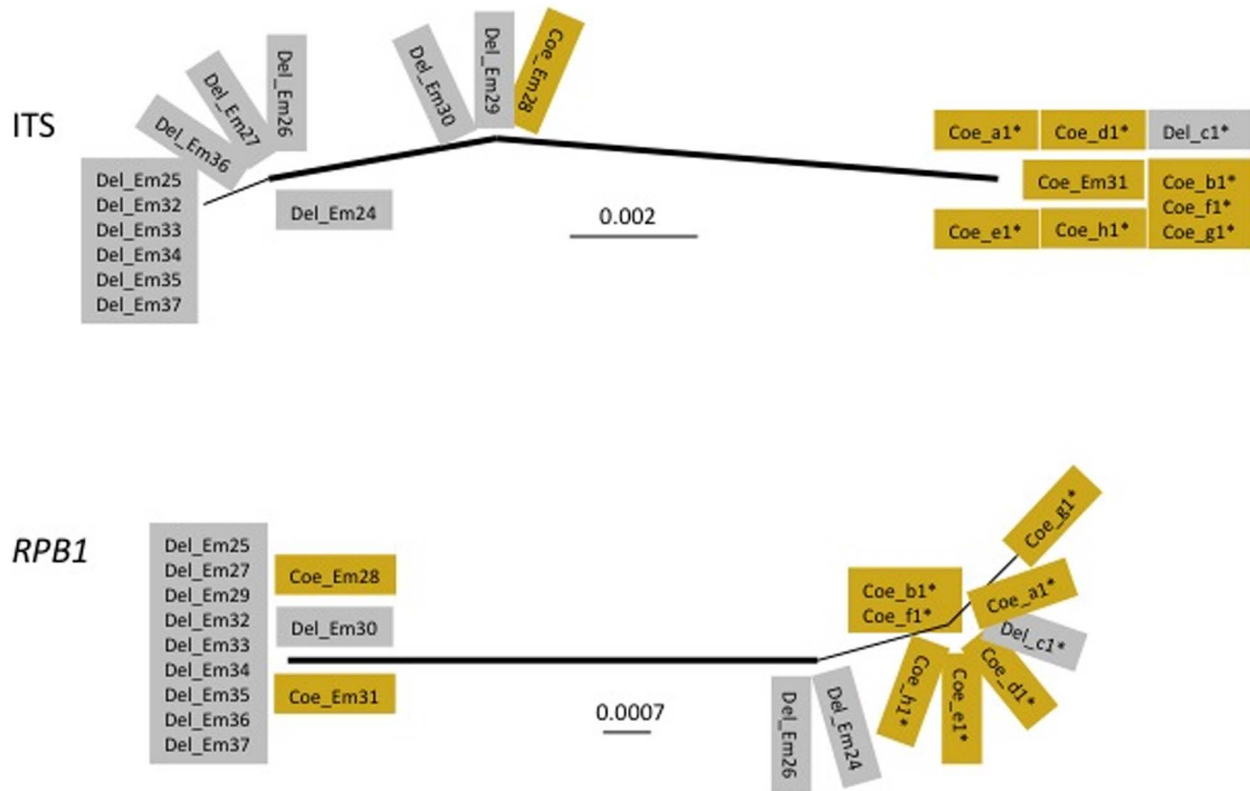 ITS
Del_Em36
Del_Em27
Del_Em26
Del_Em30
Del_Em29
Coe_Em28
Del_Em25
Del_Em32
Del_Em33
Del_Em34
Del_Em35
Del_Em37
Del_Em24
0.002
Coe_a1* Coe_d1* Del_c1*
Coe_Em31
Coe_b1*
Coe_f1*
Coe_g1*
Coe_e1* Coe_h1*
RPB1
Del_Em25
Del_Em27
Del_Em29
Del_Em32
Del_Em33
Del_Em34
Del_Em35
Del_Em36
Del_Em37
Coe_Em28
Del_Em30
Coe_Em31
0.0007
Del_Em26
Del_Em24
Coe_b1*
Coe_f1*
Coe_g1*
Coe_a1*
Del_c1*
Coe_d1*
Coe_e1*
Coe_h1*